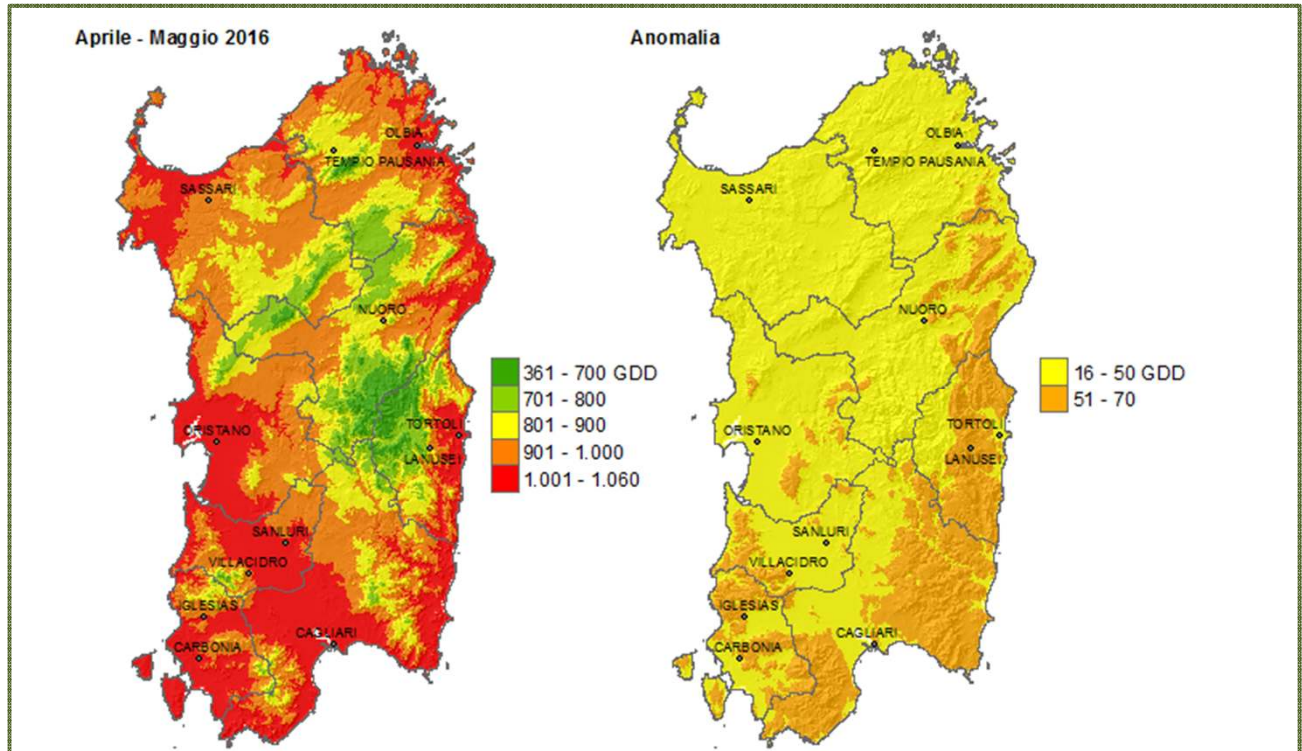 Aprile - Maggio 2016
OLBIA
TEMPIO PAUSANIA
SASSARI
NUORO
ORISTANO
TORTOLI
LANUSEI
SANLURI
VILLACIDRO
IGLESIAS
CAGLIARI
CARBONIA
361 - 700 GDD
701 - 800
801 - 900
901 - 1.000
1.001 - 1.060
Anomalia
OLBIA
TEMPIO PAUSANIA
SASSARI
NUORO
ORISTANO
TORTOLI
LANUSEI
SANLURI
VILLACIDRO
IGLESIAS
CAGLIARI
CARBONIA
16 - 50 GDD
51 - 70